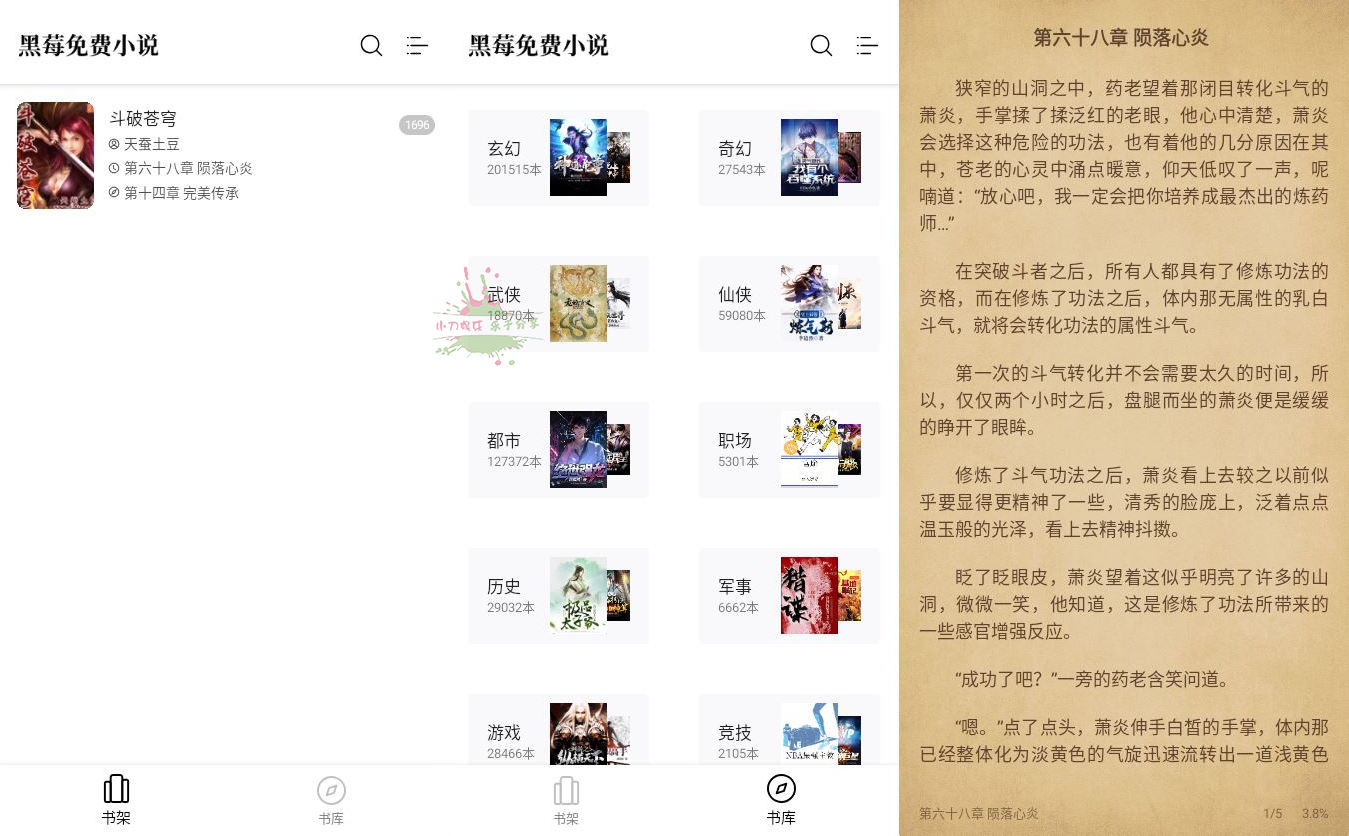 黑莓免费小说
斗破苍穹
1696
天蚕土豆
第六十八章 陨落心炎
第十四章 完美传承
书架
书库
黑莓免费小说
玄幻
201515本
奇幻
27543本
武侠
18870本
小刀娱乐 乐于分享
仙侠
59080本
都市
127372本
职场
5301本
历史
29032本
军事
6662本
猎谍
游戏
28466本
竞技
2105本
书架
书库
第六十八章 陨落心炎
狭窄的山洞之中，药老望着那闭目转化斗气的
萧炎，手掌揉了揉泛红的老眼，他心中清楚，萧炎
会选择这种危险的功法，也有着他的几分原因在其
中，苍老的心灵中涌点暖意，仰天低叹了一声，呢
喃道：“放心吧，我一定会把你培养成最杰出的炼药
师…”
在突破斗者之后，所有人都具有了修炼功法的
资格，而在修炼了功法之后，体内那无属性的乳白
斗气，就将会转化功法的属性斗气。
第一次的斗气转化并不会需要太久的时间，所
以，仅仅两个小时之后，盘腿而坐的萧炎便是缓缓
的睁开了眼眸。
修炼了斗气功法之后，萧炎看上去较之以前似
乎要显得更精神了一些，清秀的脸庞上，泛着点点
温玉般的光泽，看上去精神抖擞。
眨了眨眼皮，萧炎望着这似乎明亮了许多的山
洞，微微一笑，他知道，这是修炼了功法所带来的
一些感官增强反应。
“成功了吧？”一旁的药老含笑问道。
“嗯。”点了点头，萧炎伸手白皙的手掌，体内那
已经整体化为淡黄色的气旋迅速流转出一道浅黄色
第六十八章 陨落心炎
1/5
3.8%